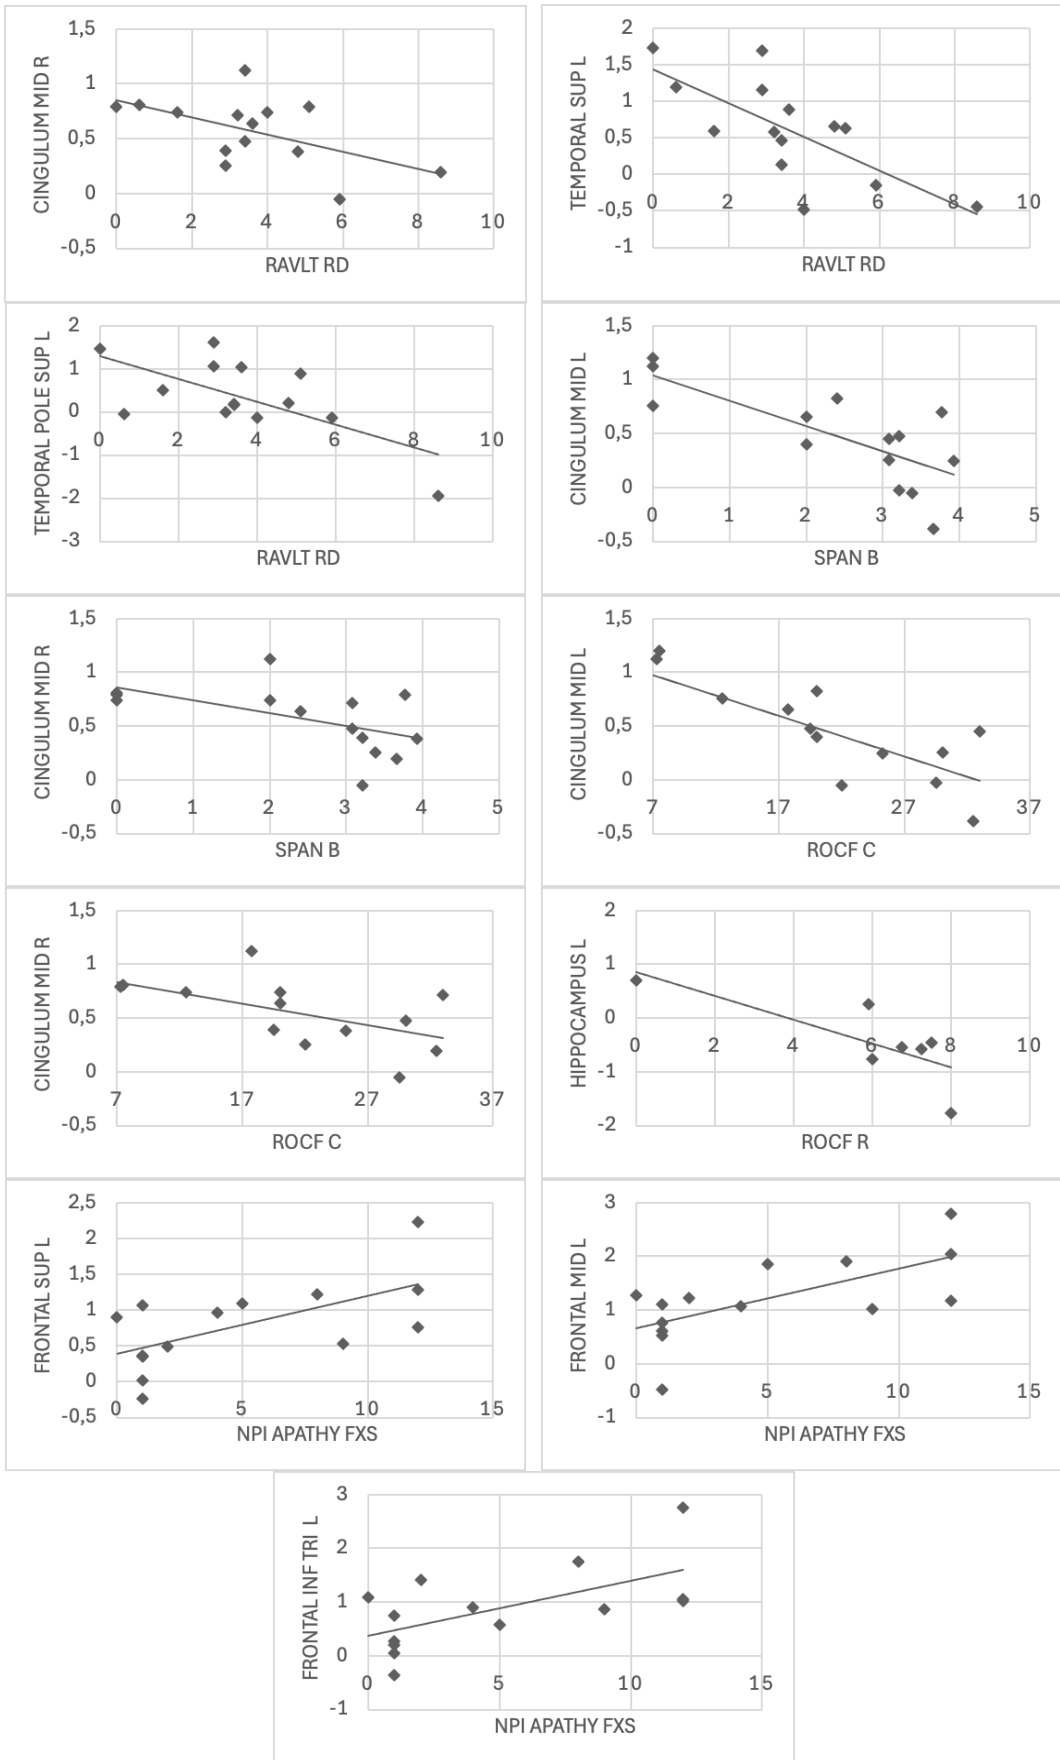 1,5
1
0,5
0
-0,5
0 2 4 6 8 10
CINGULUM MID R
RAVLT RD
2
1,5
1
0,5
0
-0,5
-1
0 2 4 6 8 10
TEMPORAL SUP L
RAVLT RD
2
1
0
-1
-2
-3
0 2 4 6 8 10
TEMPORAL POLE SUP L
RAVLT RD
1,5
1
0,5
0
-0,5
0 1 2 3 4 5
CINGULUM MID L
SPAN B
1,5
1
0,5
0
-0,5
0 1 2 3 4 5
CINGULUM MID R
SPAN B
1,5
1
0,5
0
-0,5
7 17 27 37
CINGULUM MID L
ROCF C
1,5
1
0,5
0
-0,5
7 17 27 37
CINGULUM MID R
ROCF C
2
1
0
-1
-2
0 2 4 6 8 10
HIPPOCAMPUS L
ROCF R
2,5
2
1,5
1
0,5
0
-0,5
0 5 10 15
FRONTAL SUP L
NPI APATHY FXS
3
2
1
0
-1
0 5 10 15
FRONTAL MID L
NPI APATHY FXS
3
2
1
0
-1
0 5 10 15
FRONTAL INF TRI L
NPI APATHY FXS